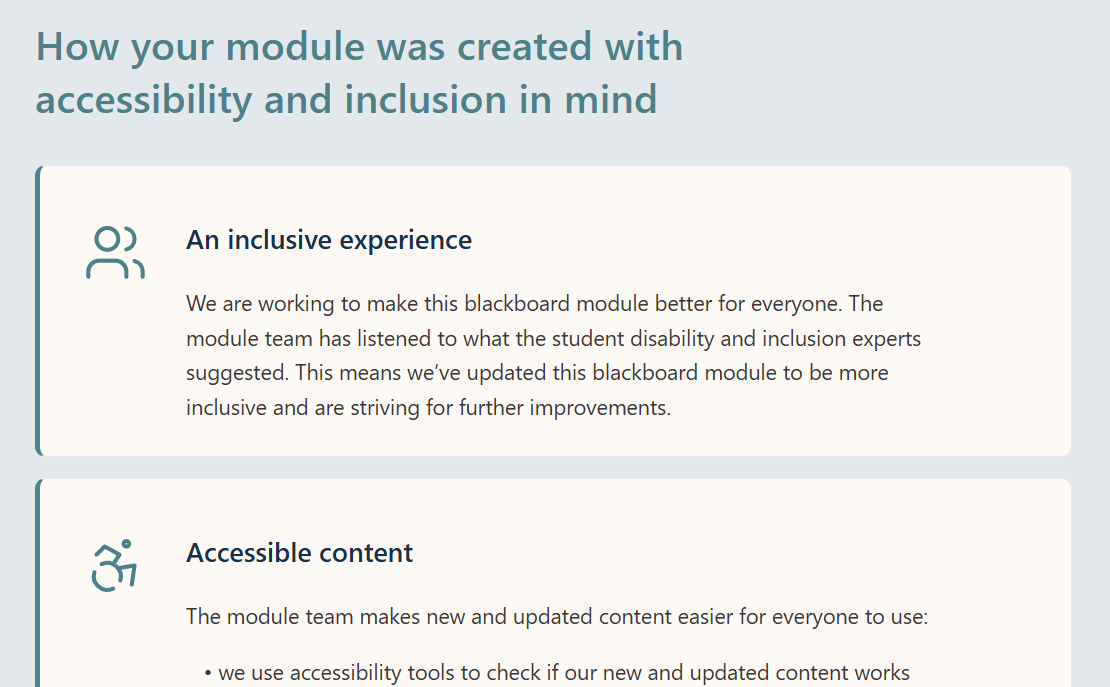 How your module was created with
accessibility and inclusion in mind
An inclusive experience
We are working to make this blackboard module better for everyone. The
module team has listened to what the student disability and inclusion experts
suggested. This means we’ve updated this blackboard module to be more
inclusive and are striving for further improvements.
Accessible content
The module team makes new and updated content easier for everyone to use:
• we use accessibility tools to check if our new and updated content works